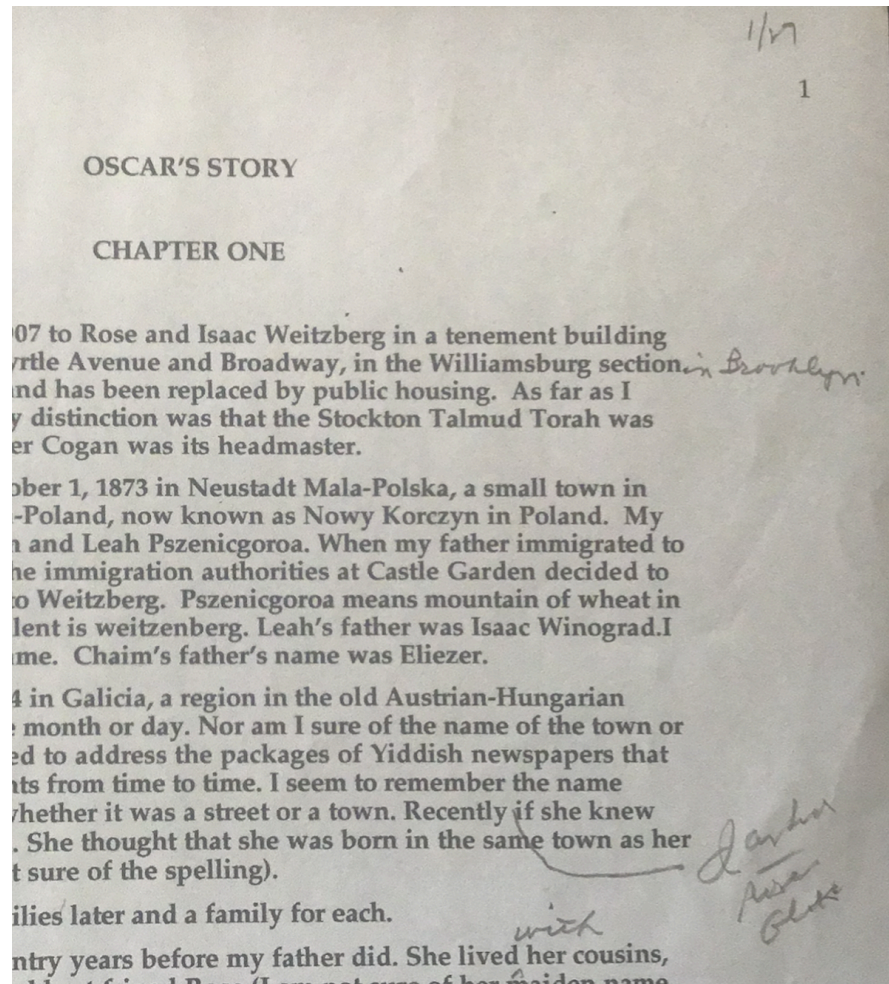 1/27
1
OSCAR'S STORY
CHAPTER ONE
07 to Rose and Isaac Weitzberg in a tenement building
rtle Avenue and Broadway, in the Williamsburg section in Brooklyn.
nd has been replaced by public housing. As far as I
y distinction was that the Stockton Talmud Torah was
er Cogan was its headmaster.
ober 1, 1873 in Neustadt Mala-Polska, a small town in
-Poland, now known as Nowy Korczyn in Poland. My
and Leah Pszenicgoroa. When my father immigrated to
he immigration authorities at Castle Garden decided to
o Weitzberg. Pszenicgoroa means mountain of wheat in
lent is weitzenberg. Leah's father was Isaac Winograd.I
me. Chaim's father's name was Eliezer.
4 in Galicia, a region in the old Austrian-Hungarian
month or day. Nor am I sure of the name of the town or
ed to address the packages of Yiddish newspapers that
nts from time to time. I seem to remember the name
whether it was a street or a town. Recently if she knew
. She thought that she was born in the same town as her
t sure of the spelling).
ilies later and a family for each.
with
ntry years before my father did. She lived her cousins,